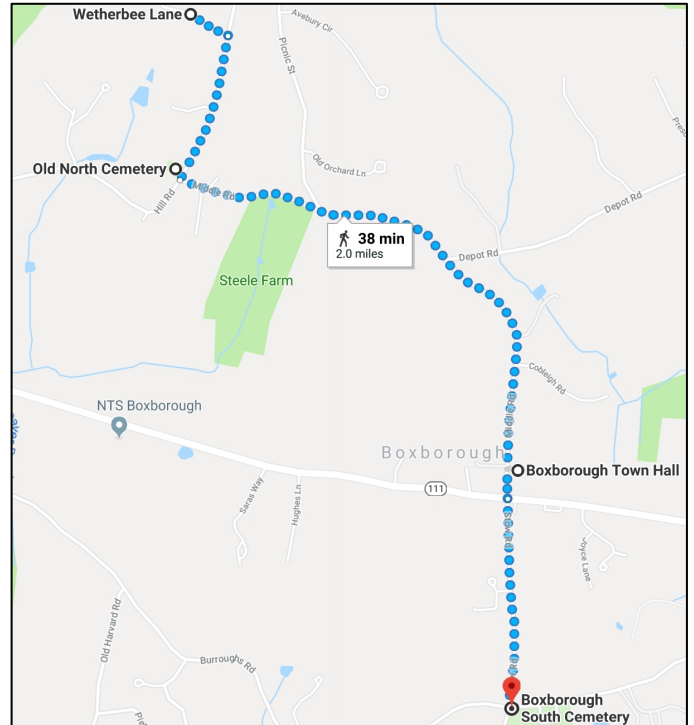 Wetherbee Lane
Avebury Cir
Picnic St
Old North Cemetery
Old Orchard Ln
Middle Rd
Hill Rd
Depot Rd
38 min
2.0 miles
Depot Rd
Steele Farm
Cobleigh Rd
NTS Boxborough
Boxborough
Boxborough Town Hall
111
Saras Way
Hughes Ln
Stow Rd
Joyce Lane
Old Harvard Rd
Burroughs Rd
Boxborough
South Cemetery